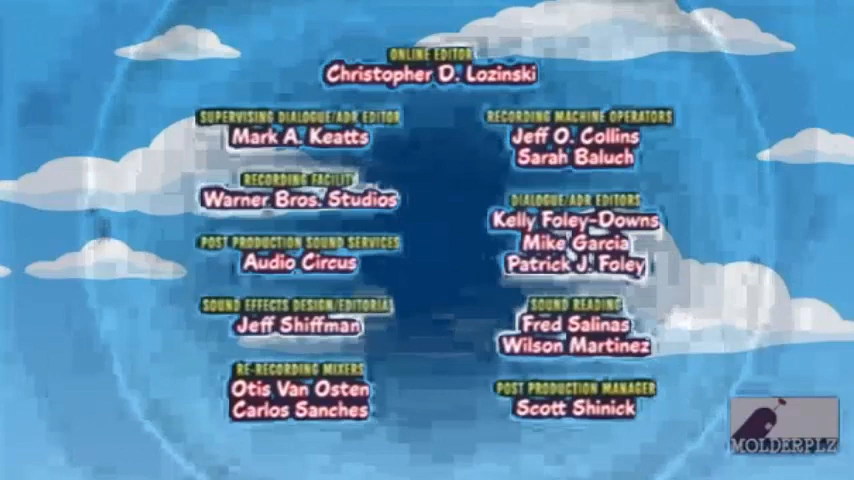 ONLINE EDITOR
Christopher D. Lozinski
SUPERVISING DIALOGUE/ADR EDITOR
Mark A. Keatts
RECORDING FACILITY
Warner Bros. Studios
POST PRODUCTION SOUND SERVICES
Audio Circus
SOUND EFFECTS DESIGN/EDITORIAL
Jeff Shiffman
RE-RECORDING MIXERS
Otis Van Osten
Carlos Sanches
RECORDING MACHINE OPERATORS
Jeff O. Collins
Sarah Baluch
DIALOGUE/ADR EDITORS
Kelly Foley-Downs
Mike Garcia
Patrick J. Foley
SOUND READING
Fred Salinas
Wilson Martinez
POST PRODUCTION MANAGER
Scott Shinick
MOLDERPLZ